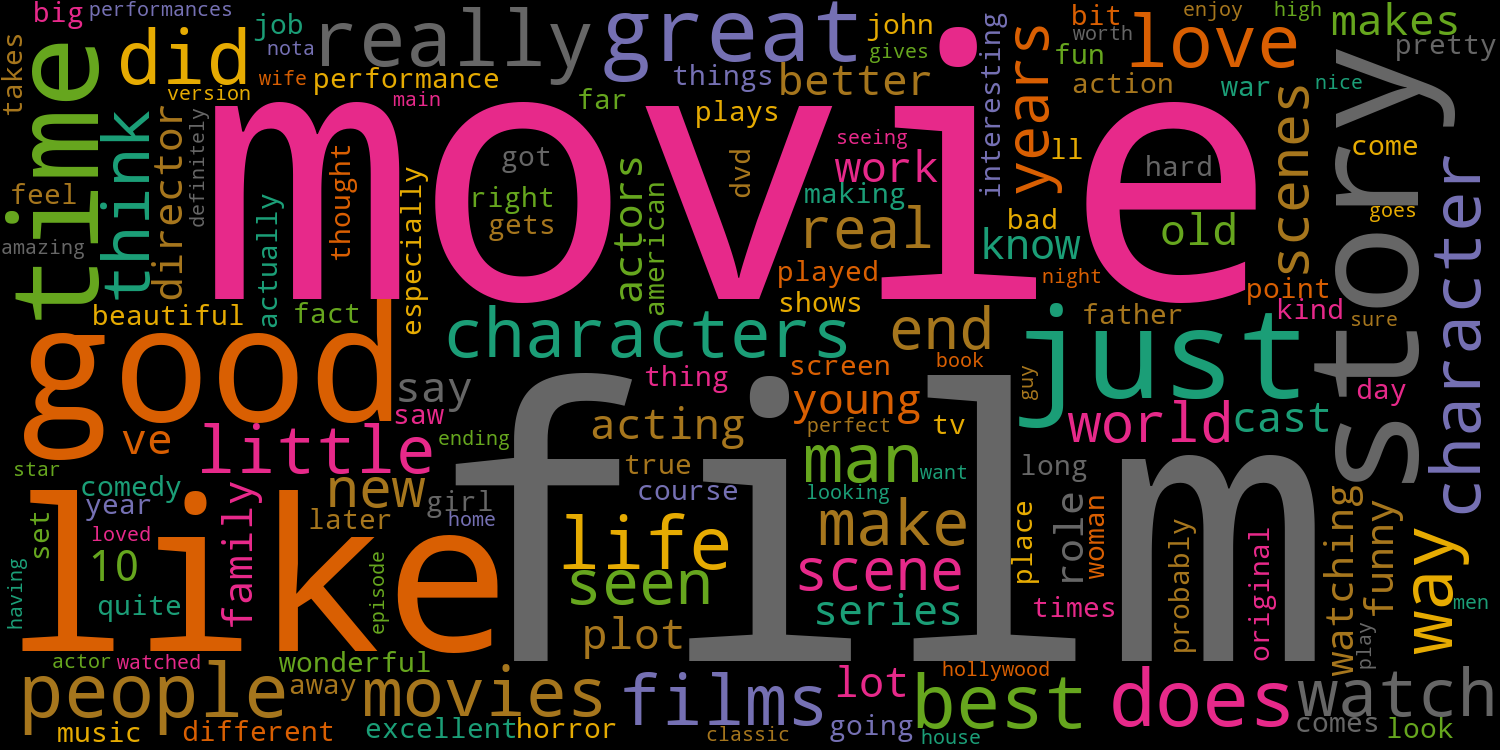 big
performances
job
nota
wife
version
did
really
performance
main
great
things
far
john
gives
better
plays
seeing
interesting
years
bit
worth
fun
action
love
enjoy
high
war
nice
makes
pretty
takes
time
think
director
definitely
feel
amazing
actually
thought
especially
movie
got
right
gets
actors
american
dvd
work
making
real
played
shows
ll
bad
know
night
hard
old
scenes
point
kind
story
come
goes
sure
character
beautiful
fact
good
characters
end
father
just
say
saw
thing
screen
book
guy
young
perfect
tv
world
cast
day
ve
little
ending
acting
true
course
man
want
looking
long
star
comedy
year
set
loved
10
quite
having
like
family
new
later
girl
home
episode
film
life
seen
plot
make
scene
series
place
role
woman
times
probably
original
watching
funny
play
way
men
actor
watched
wonderful
people
away
movies
music
different
excellent
horror
films
classic
lot
going
hollywood
best
house
does
watch
comes
look